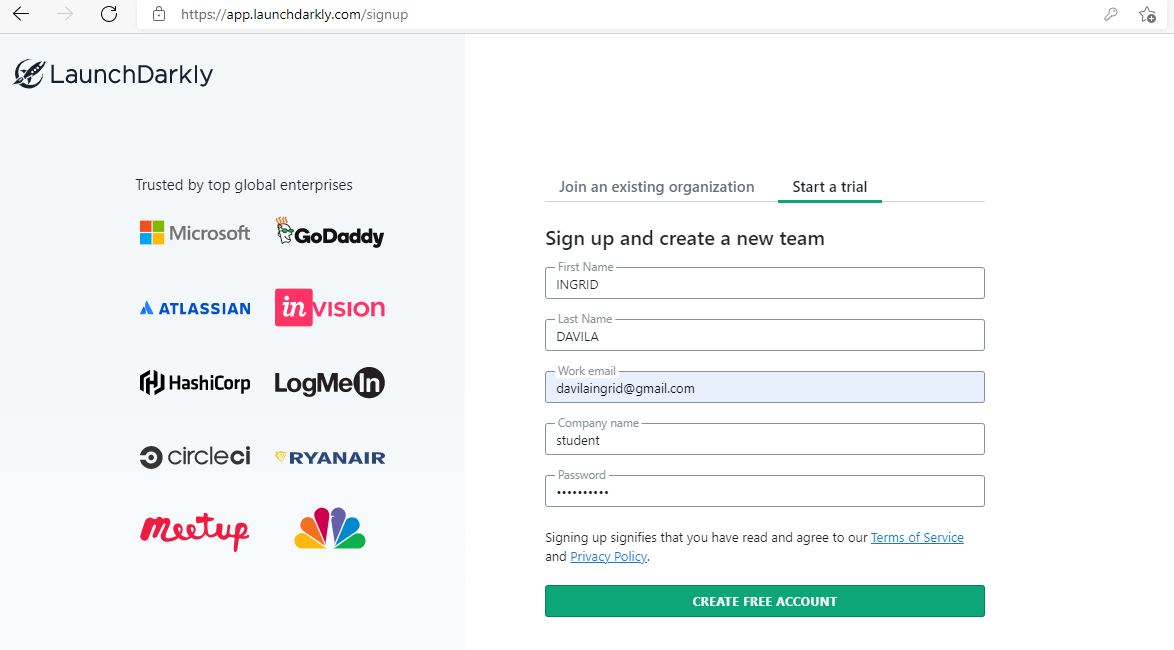 https://app.launchdarkly.com/signup
LaunchDarkly
Trusted by top global enterprises
Microsoft
GoDaddy
ATLASSIAN
in VISION
HashiCorp
LogMeIn
circleci
RYANAIR
Meetup
Join an existing organization
Start a trial
Sign up and create a new team
First Name
INGRID
Last Name
DAVILA
Work email
davilaingrid@gmail.com
Company name
student
Password
••••••••••
Signing up signifies that you have read and agree to our Terms of Service
and Privacy Policy.
CREATE FREE ACCOUNT